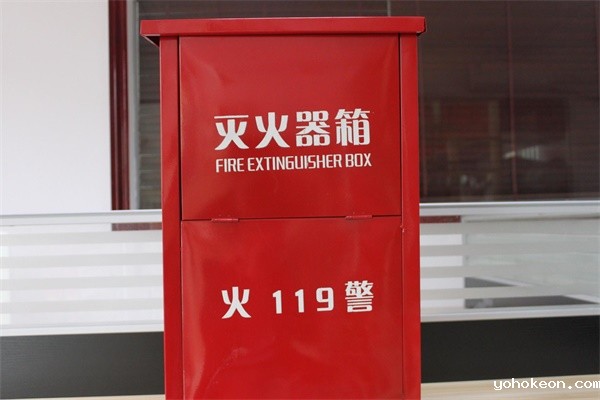 灭火器箱
FIRE EXTINGUISHER BOX
火 119 警
yohokeon.com